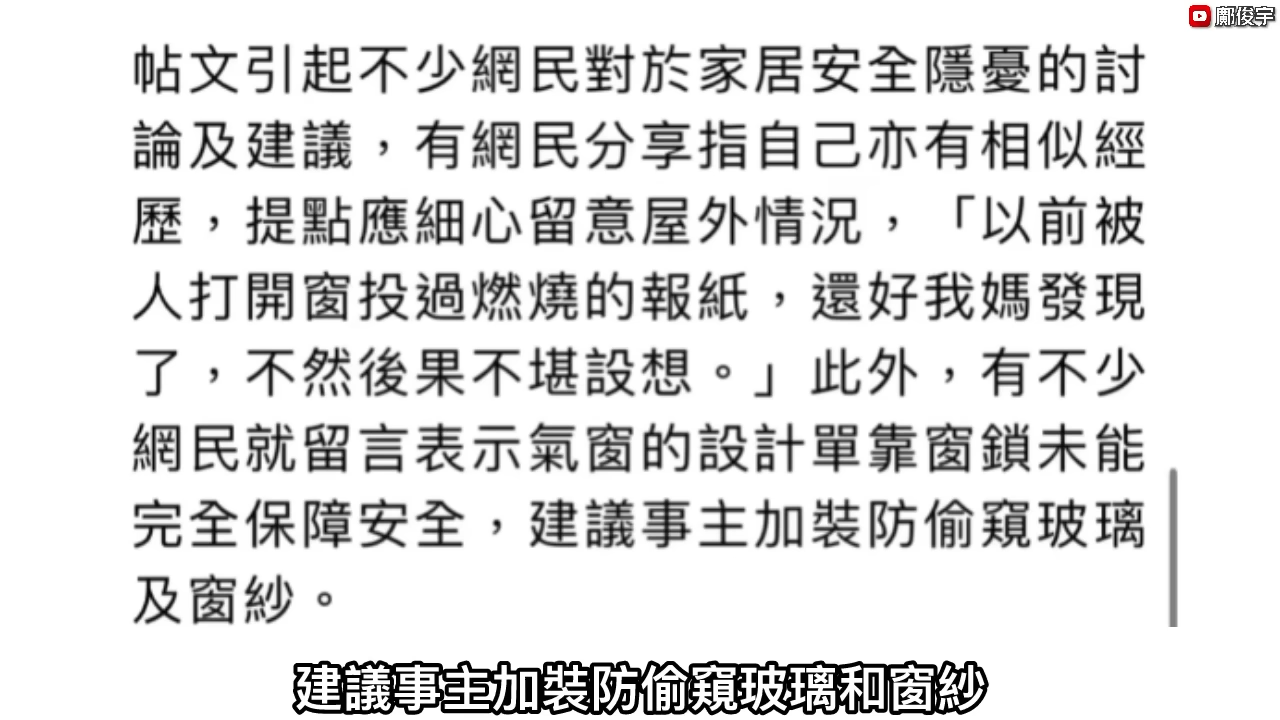 鄺俊宇
帖文引起不少網民對於家居安全隱憂的討
論及建議，有網民分享指自己亦有相似經
歷，提點應細心留意屋外情況，「以前被
人打開窗投過燃燒的報紙，還好我媽發現
了，不然後果不堪設想。」此外，有不少
網民就留言表示氣窗的設計單靠窗鎖未能
完全保障安全，建議事主加裝防偷窺玻璃
及窗紗。
建議事主加裝防偷窺玻璃和窗紗